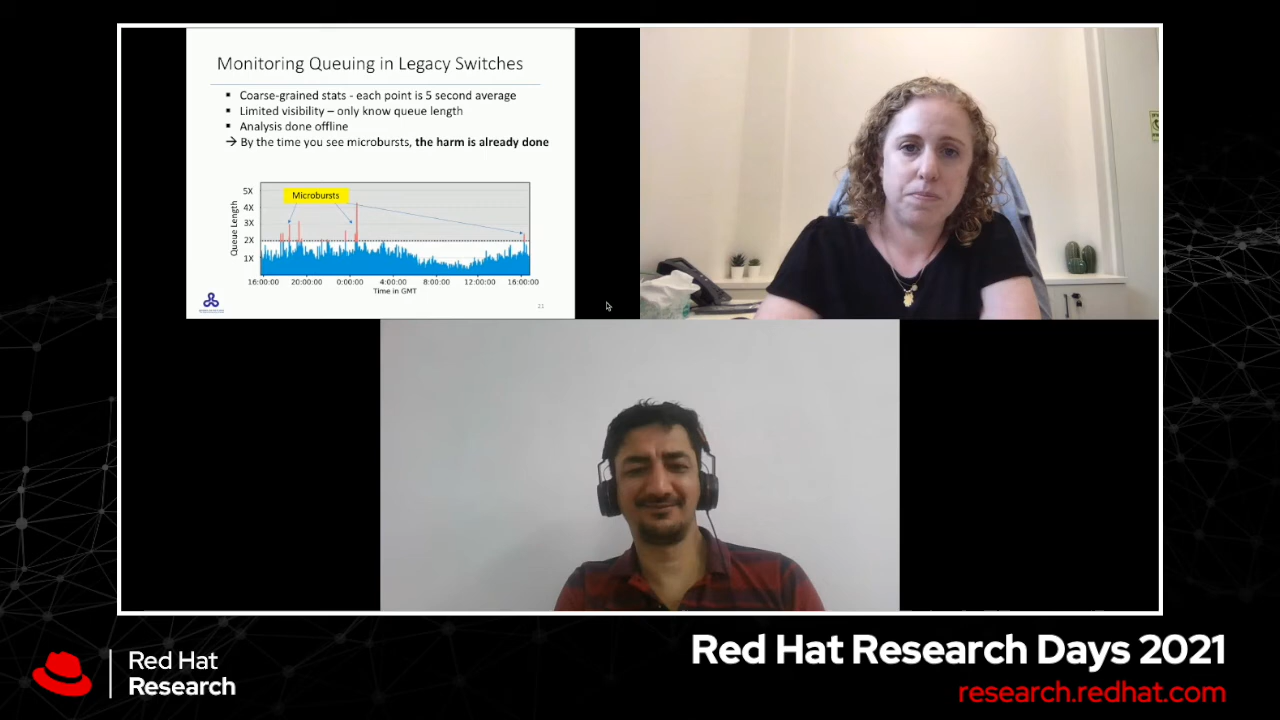 Monitoring Queuing in Legacy Switches
▪ Coarse-grained stats - each point is 5 second average
▪ Limited visibility – only know queue length
▪ Analysis done offline
→ By the time you see microbursts, the harm is already done
Microbursts
Queue Length
5X
4X
3X
2X
1X
16:00:00 20:00:00 0:00:00 4:00:00 8:00:00 12:00:00 16:00:00
Time in GMT
21
Red Hat
Research
Red Hat Research Days 2021
research.redhat.com